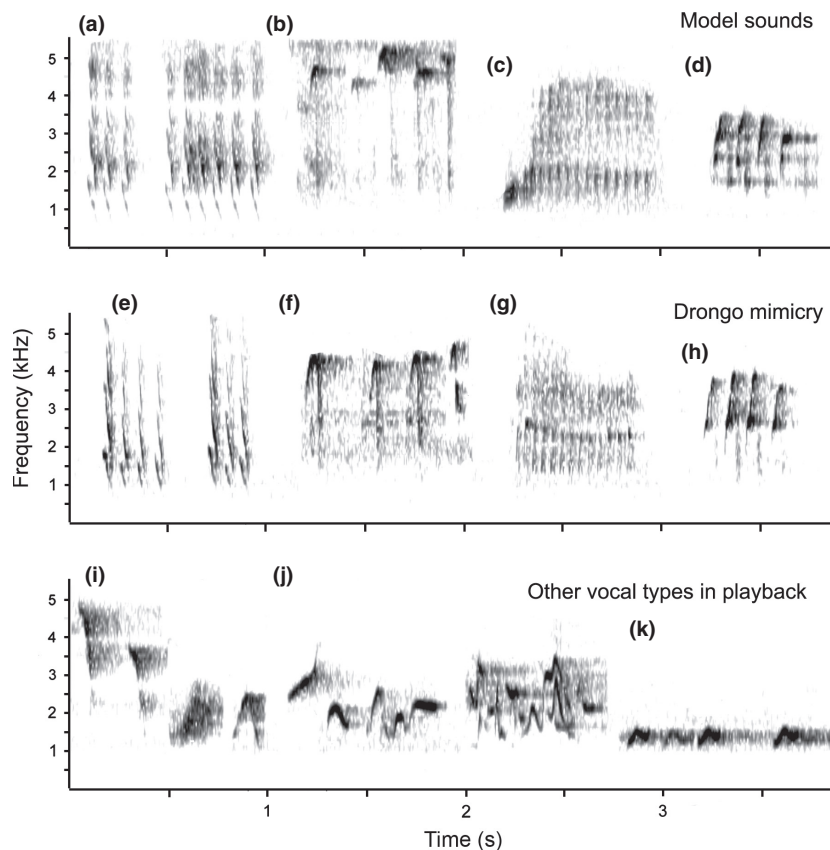 (a) (b) Model sounds
(c) (d)
5
4
3
2
1
(e) (f) (g) Drongo mimicry
(h)
5
4
3
2
1
Frequency (kHz)
(i) (j) Other vocal types in playback
(k)
5
4
3
2
1
1 2 3
Time (s)